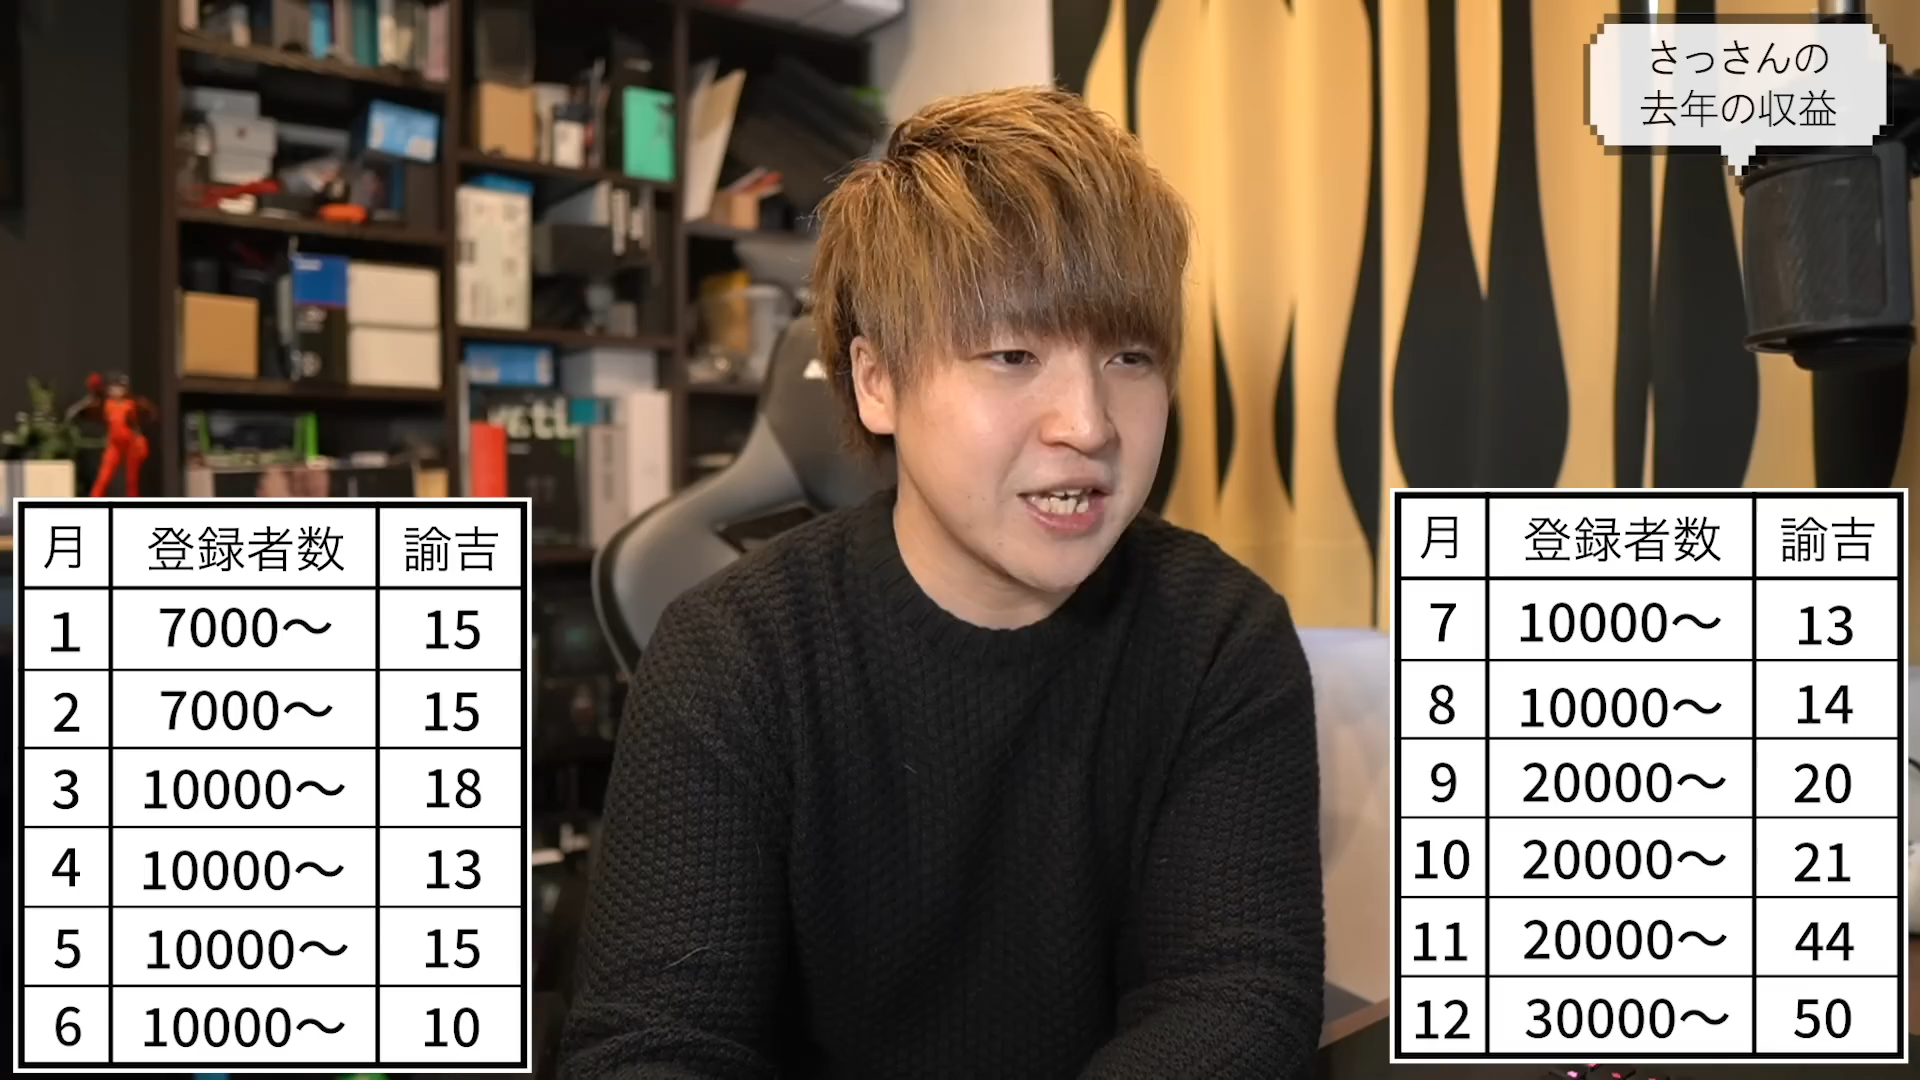 さっさんの
去年の収益
月 登録者数 諭吉
1 7000〜 15
2 7000〜 15
3 10000〜 18
4 10000〜 13
5 10000〜 15
6 10000〜 10
月 登録者数 諭吉
7 10000〜 13
8 10000〜 14
9 20000〜 20
10 20000〜 21
11 20000〜 44
12 30000〜 50